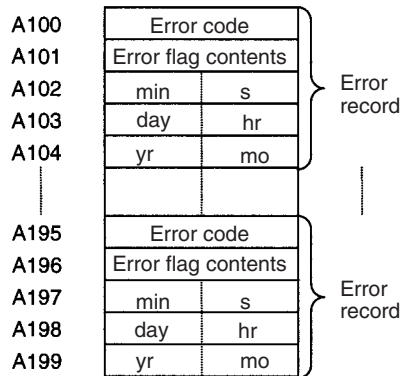 A100 Error code
A101 Error flag contents
A102 min s
A103 day hr
A104 yr mo
Error
record
A195 Error code
A196 Error flag contents
A197 min s
A198 day hr
A199 yr mo
Error
record